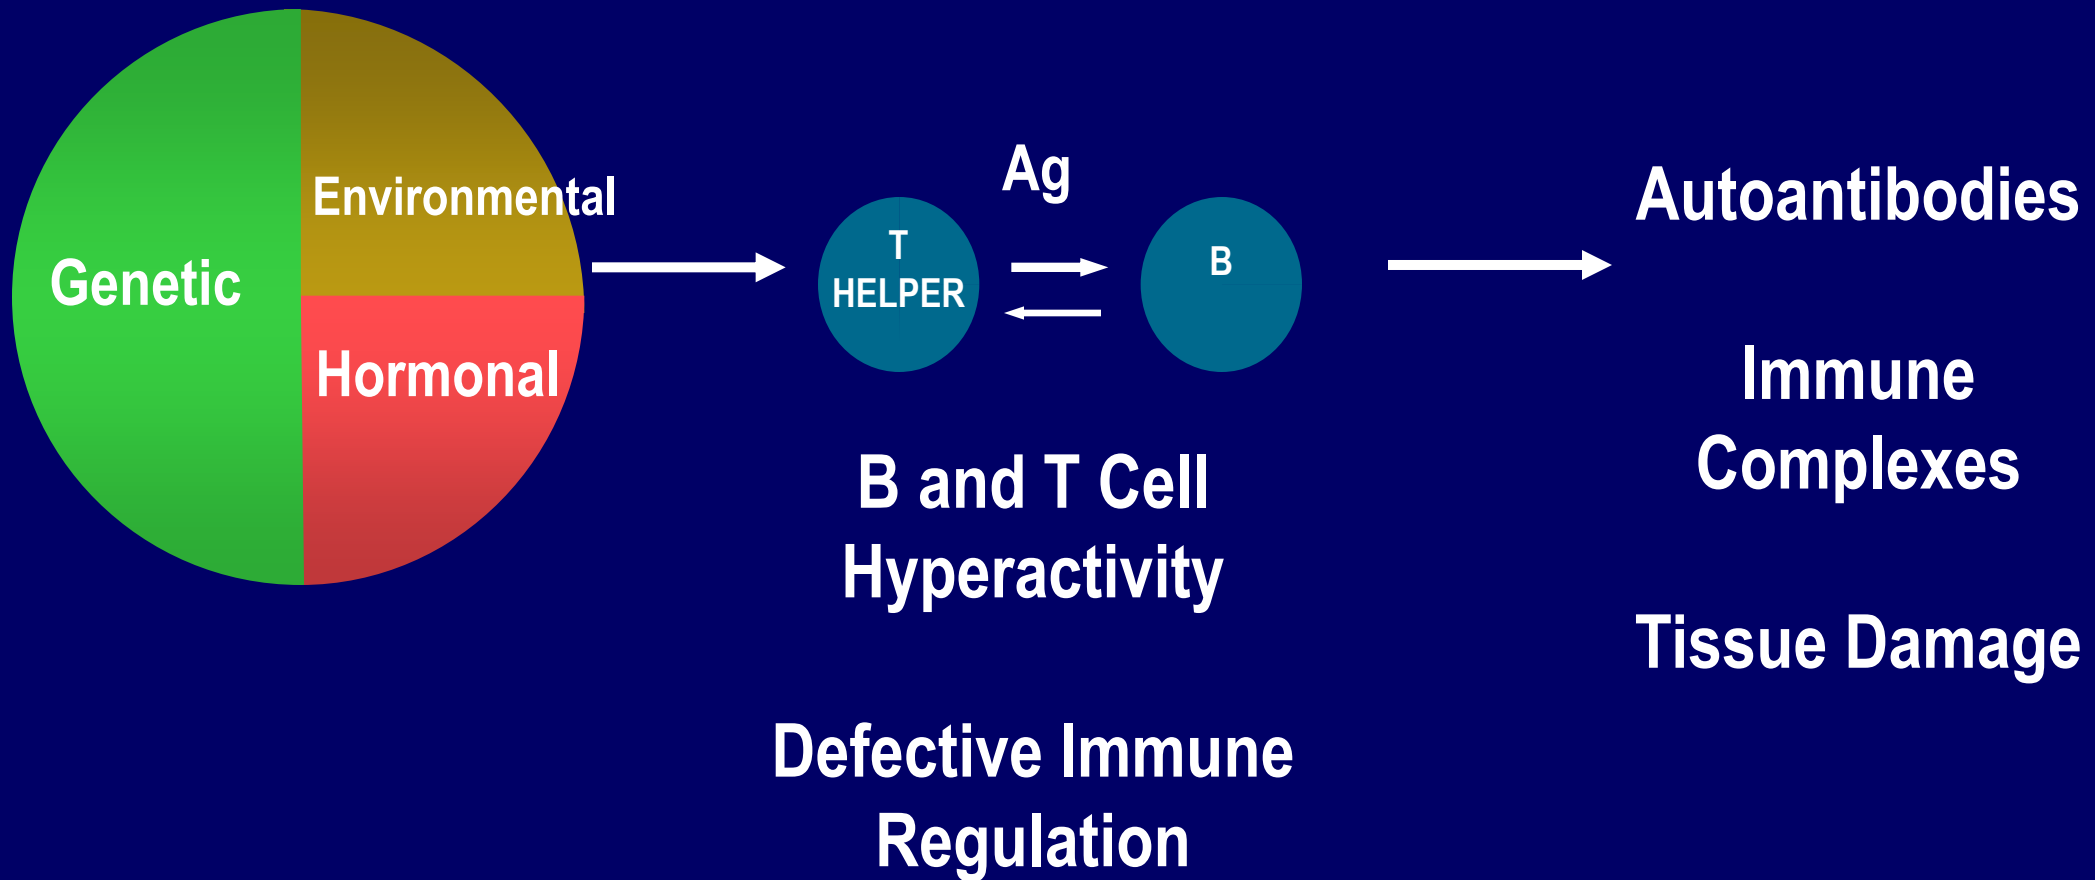 Genetic
Environmental
Hormonal
Ag
T
HELPER
B
B and T Cell
Hyperactivity
Defective Immune
Regulation
Autoantibodies
Immune
Complexes
Tissue Damage